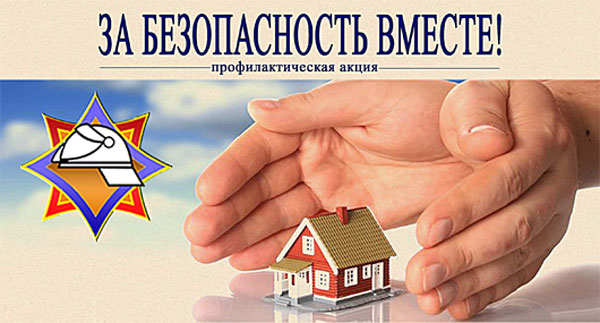 ЗА БЕЗОПАСНОСТЬ ВМЕСТЕ!
профилактическая акция